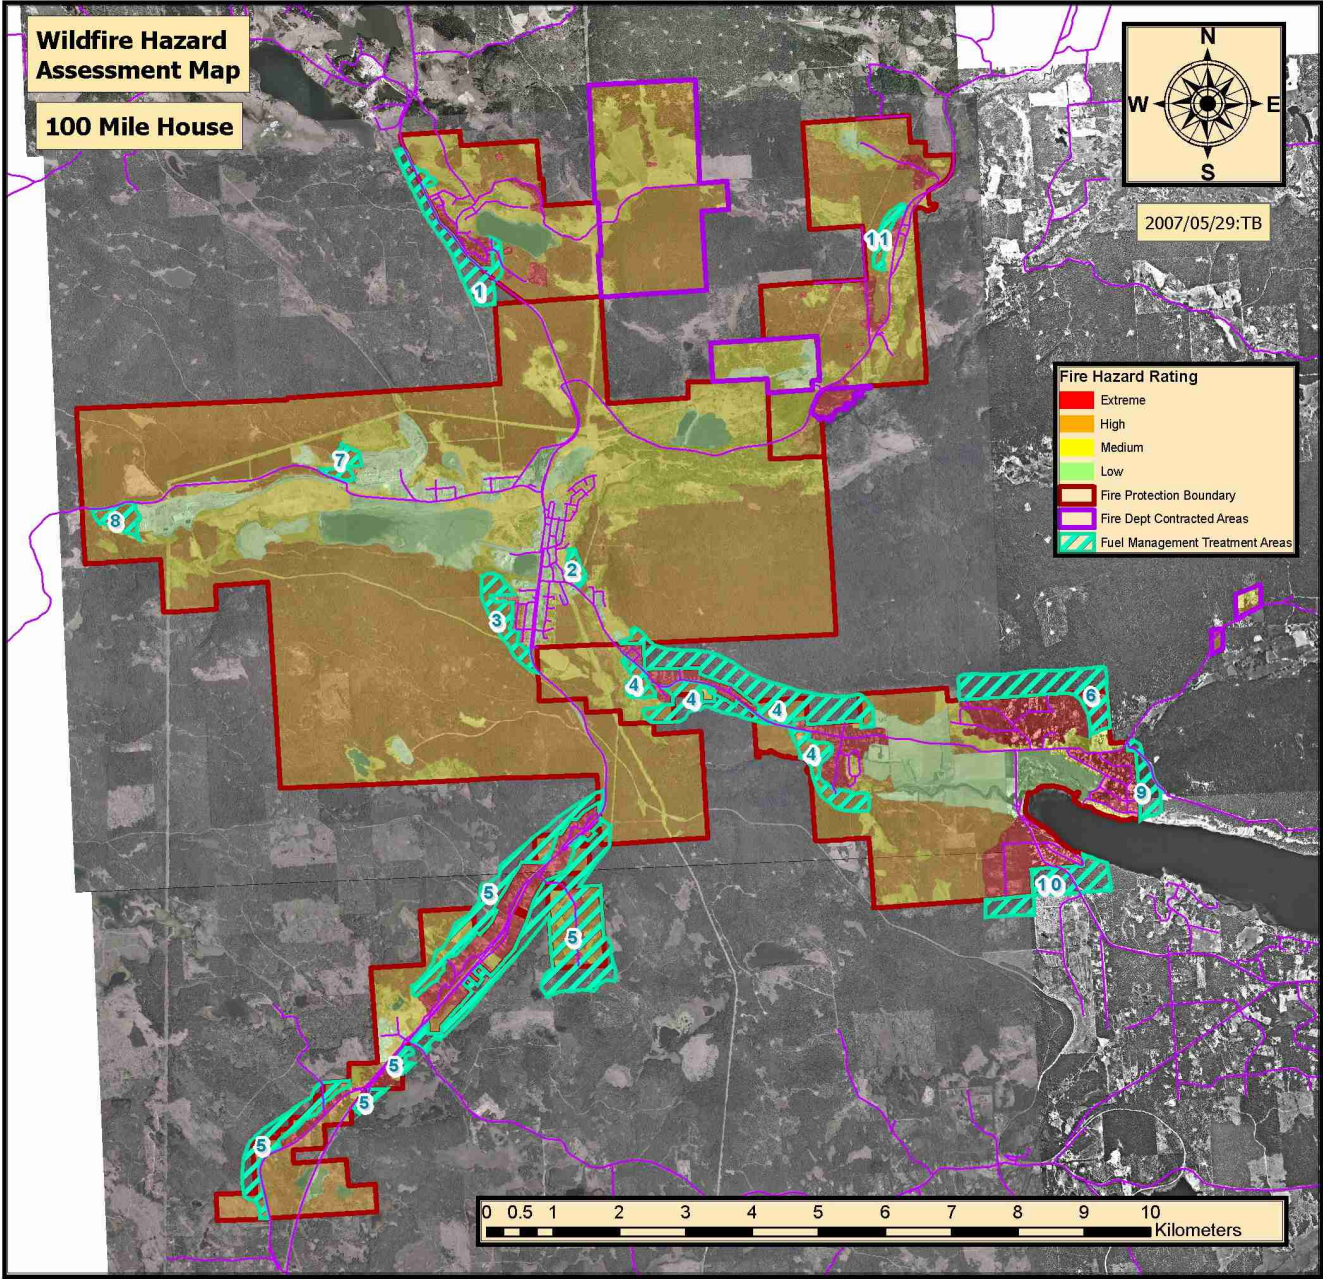 Wildfire Hazard
Assessment Map
100 Mile House
N
W
E
S
2007/05/29:TB
Fire Hazard Rating
Extreme
High
Medium
Low
Fire Protection Boundary
Fire Dept Contracted Areas
Fuel Management Treatment Areas
11
1
7
8
2
3
4
4
4
6
4
9
10
5
5
5
5
5
0 0.5 1 2 3 4 5 6 7 8 9 10
Kilometers